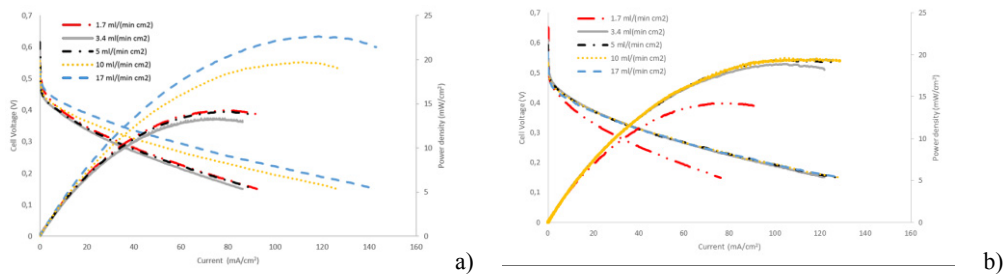 0,7
0,6
0,5
0,4
0,3
0,2
0,1
0
Cell Voltage (V)
25
20
15
10
5
0
Power density (mW/cm²)
0 20 40 60 80 100 120 140 160
Current (mA/cm²)
1.7 ml/(min cm2)
3.4 ml/(min cm2)
5 ml/(min cm2)
10 ml/(min cm2)
17 ml/(min cm2)
a)
0,7
0,6
0,5
0,4
0,3
0,2
0,1
0
Cell Voltage (V)
25
20
15
10
5
0
Power density (mW/cm²)
0 20 40 60 80 100 120 140 160
Current (mA/cm²)
1.7 ml/(min cm2)
3.4 ml/(min cm2)
5 ml/(min cm2)
10 ml/(min cm2)
17 ml/(min cm2)
b)